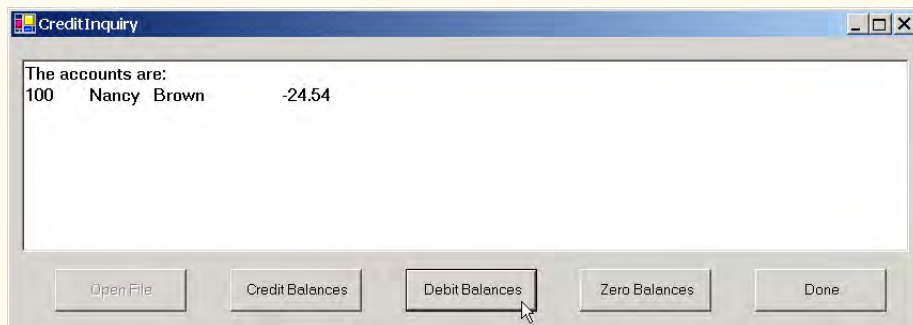 CreditInquiry
The accounts are:
100 Nancy Brown -24.54
Open File Credit Balances Debit Balances Zero Balances Done